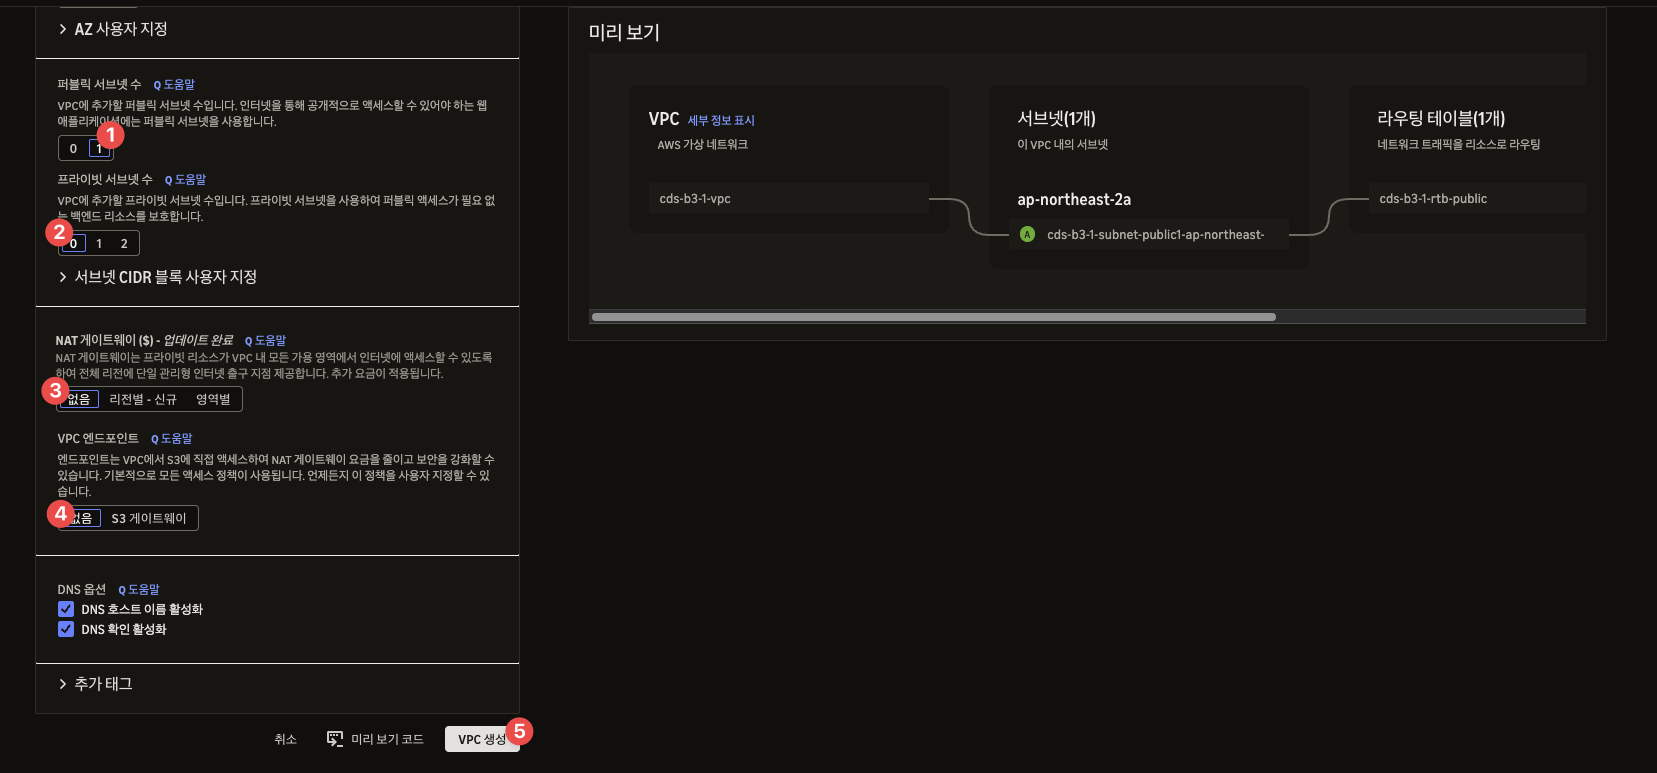 AZ 사용자 지정
퍼블릭 서브넷 수 Q 도움말
VPC에 추가할 퍼블릭 서브넷 수입니다. 인터넷을 통해 공개적으로 액세스할 수 있어야 하는 웹
애플리케이션에는 퍼블릭 서브넷을 사용합니다.
1
0 1
프라이빗 서브넷 수 Q 도움말
VPC에 추가할 프라이빗 서브넷 수입니다. 프라이빗 서브넷을 사용하여 퍼블릭 액세스가 필요 없
는 백엔드 리소스를 보호합니다.
2
0 1 2
서브넷 CIDR 블록 사용자 지정
NAT 게이트웨이 ($) - 업데이트 완료 Q 도움말
NAT 게이트웨이는 프라이빗 리소스가 VPC 내 모든 가용 영역에서 인터넷에 액세스할 수 있도록
하여 전체 리전에 단일 관리형 인터넷 출구 지점 제공합니다. 추가 요금이 적용됩니다.
3
없음 리전별 - 신규 영역별
VPC 엔드포인트 Q 도움말
엔드포인트는 VPC에서 S3에 직접 액세스하여 NAT 게이트웨이 요금을 줄이고 보안을 강화할 수
있습니다. 기본적으로 모든 액세스 정책이 사용됩니다. 언제든지 이 정책을 사용자 지정할 수 있
습니다.
4
없음 S3 게이트웨이
DNS 옵션 Q 도움말
DNS 호스트 이름 활성화
DNS 확인 활성화
추가 태그
취소 미리 보기 코드 VPC 생성
5
미리 보기
VPC 세부 정보 표시
AWS 가상 네트워크
cds-b3-1-vpc
서브넷(1개)
이 VPC 내의 서브넷
ap-northeast-2a
A cds-b3-1-subnet-public1-ap-northeast-
라우팅 테이블(1개)
네트워크 트래픽을 리소스로 라우팅
cds-b3-1-rtb-public